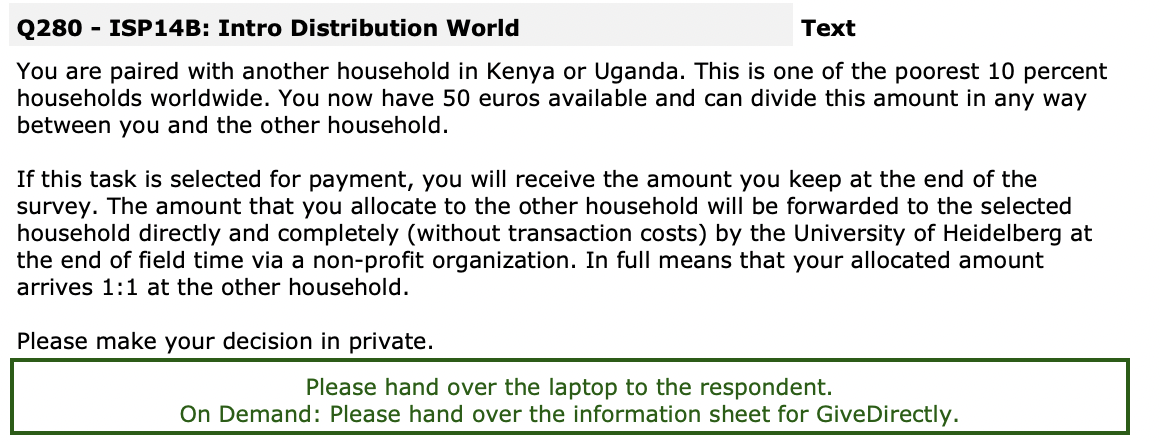 Q280 - ISP14B: Intro Distribution World Text
You are paired with another household in Kenya or Uganda. This is one of the poorest 10 percent
households worldwide. You now have 50 euros available and can divide this amount in any way
between you and the other household.
If this task is selected for payment, you will receive the amount you keep at the end of the
survey. The amount that you allocate to the other household will be forwarded to the selected
household directly and completely (without transaction costs) by the University of Heidelberg at
the end of field time via a non-profit organization. In full means that your allocated amount
arrives 1:1 at the other household.
Please make your decision in private.
Please hand over the laptop to the respondent.
On Demand: Please hand over the information sheet for GiveDirectly.